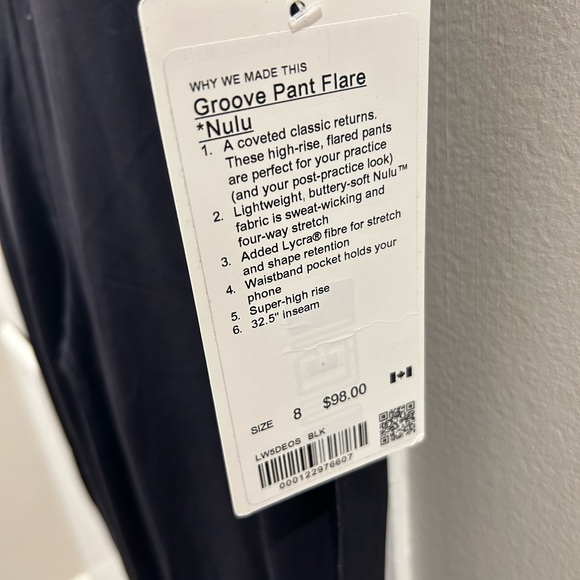 WHY WE MADE THIS
Groove Pant Flare
*Nulu
1. A coveted classic returns.
These high-rise, flared pants
are perfect for your practice
(and your post-practice look)
2. Lightweight, buttery-soft Nulu™
fabric is sweat-wicking and
four-way stretch
3. Added Lycra® fibre for stretch
and shape retention
4. Waistband pocket holds your
phone
5. Super-high rise
6. 32.5" inseam
SIZE 8 $98.00
LW5DEOS BLK
000122976607